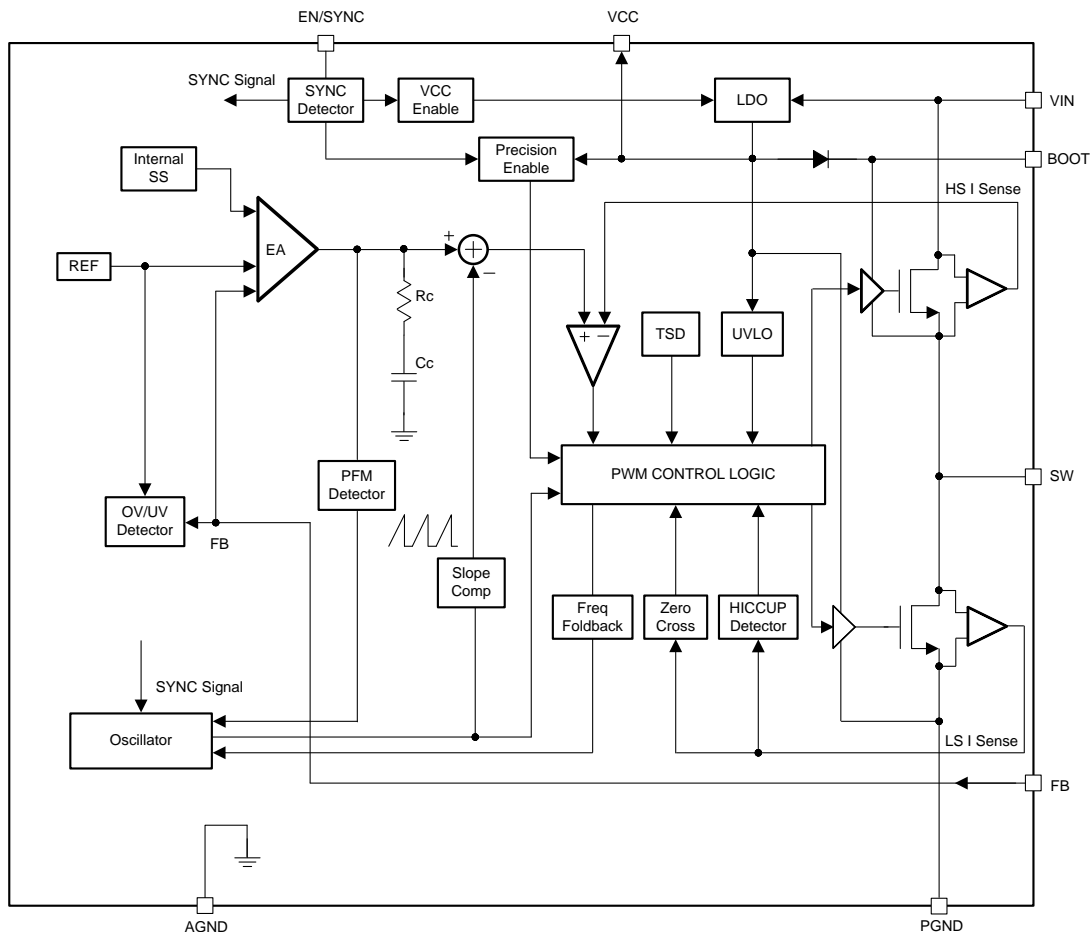 EN/SYNC
VCC
SYNC Signal
SYNC
Detector
VCC
Enable
LDO
VIN
Internal
SS
Precision
Enable
BOOT
HS I Sense
EA
+
+
−
REF
Rc
+ −
Cc
TSD
UVLO
PFM
Detector
PWM CONTROL LOGIC
SW
OV/UV
Detector
FB
Slope
Comp
Freq
Foldback
Zero
Cross
HICCUP
Detector
SYNC Signal
Oscillator
LS I Sense
FB
AGND
PGND